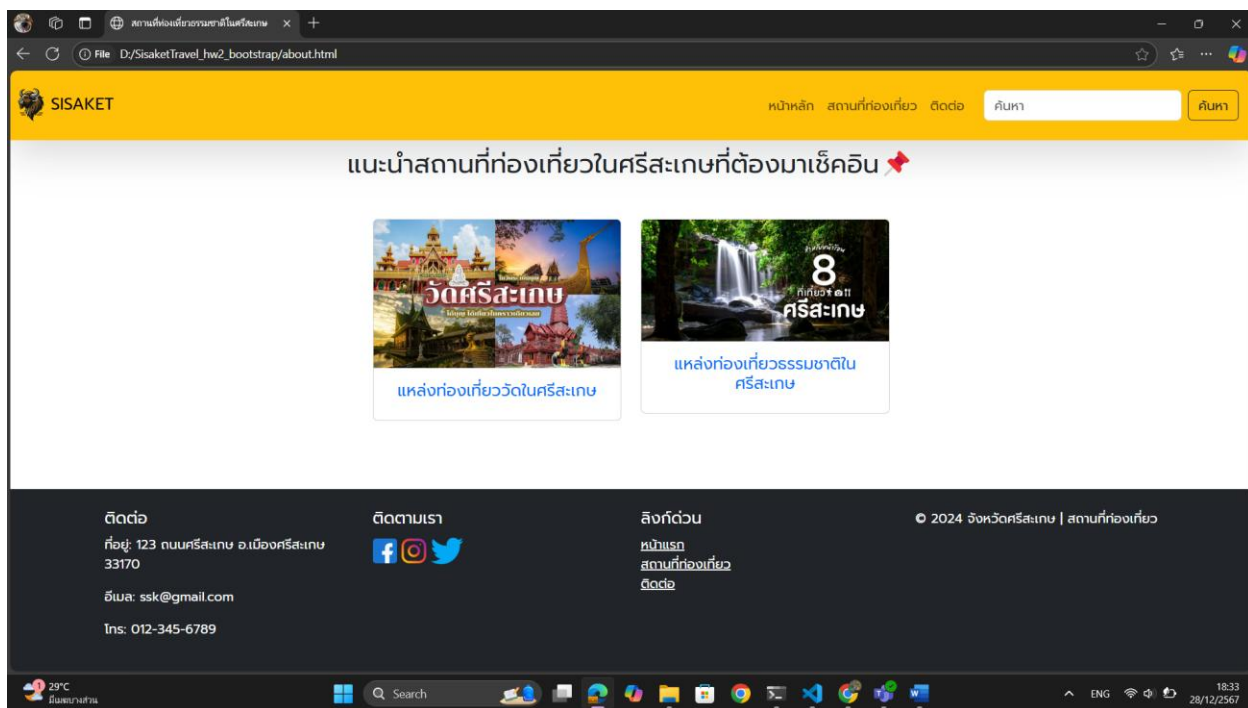 สถานที่ท่องเที่ยวธรรมชาติในศรีสะเกษ
File D:/SisaketTravel_hw2_bootstrap/about.html
SISAKET
หน้าหลัก สถานที่ท่องเที่ยว ติดต่อ ค้นหา ค้นหา
แนะนำสถานที่ท่องเที่ยวในศรีสะเกษที่ต้องมาเช็คอิน
วัดศรีสะเกษ
8
ศรีสะเกษ
แหล่งท่องเที่ยววัดในศรีสะเกษ
แหล่งท่องเที่ยวธรรมชาติใน
ศรีสะเกษ
ติดต่อ
ที่อยู่: 123 ถนนศรีสะเกษ อ.เมืองศรีสะเกษ
33170
อีเมล: ssk@gmail.com
โทร: 012-345-6789
ติดตามเรา
ลิงก์ด่วน
หน้าแรก
สถานที่ท่องเที่ยว
ติดต่อ
© 2024 จังหวัดศรีสะเกษ | สถานที่ท่องเที่ยว
1
29°C
มีเมฆบางส่วน
Search
ENG
18:33
28/12/2567